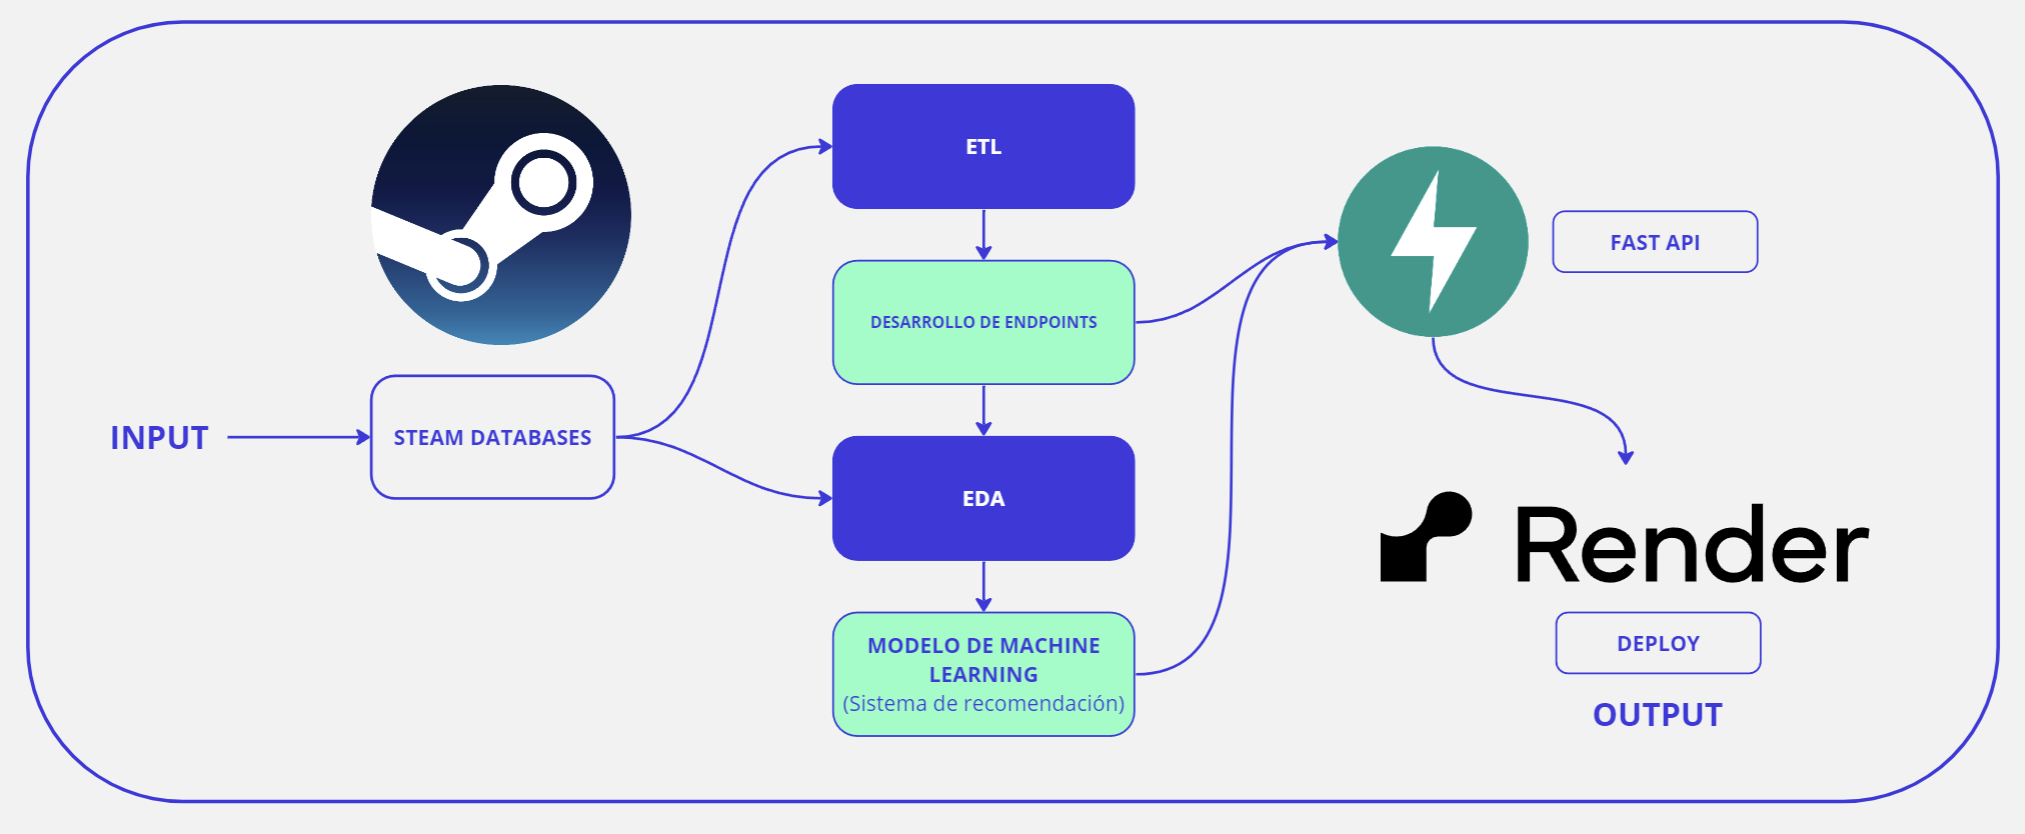 INPUT
STEAM DATABASES
ETL
DESARROLLO DE ENDPOINTS
EDA
MODELO DE MACHINE
LEARNING
(Sistema de recomendación)
FAST API
Render
DEPLOY
OUTPUT